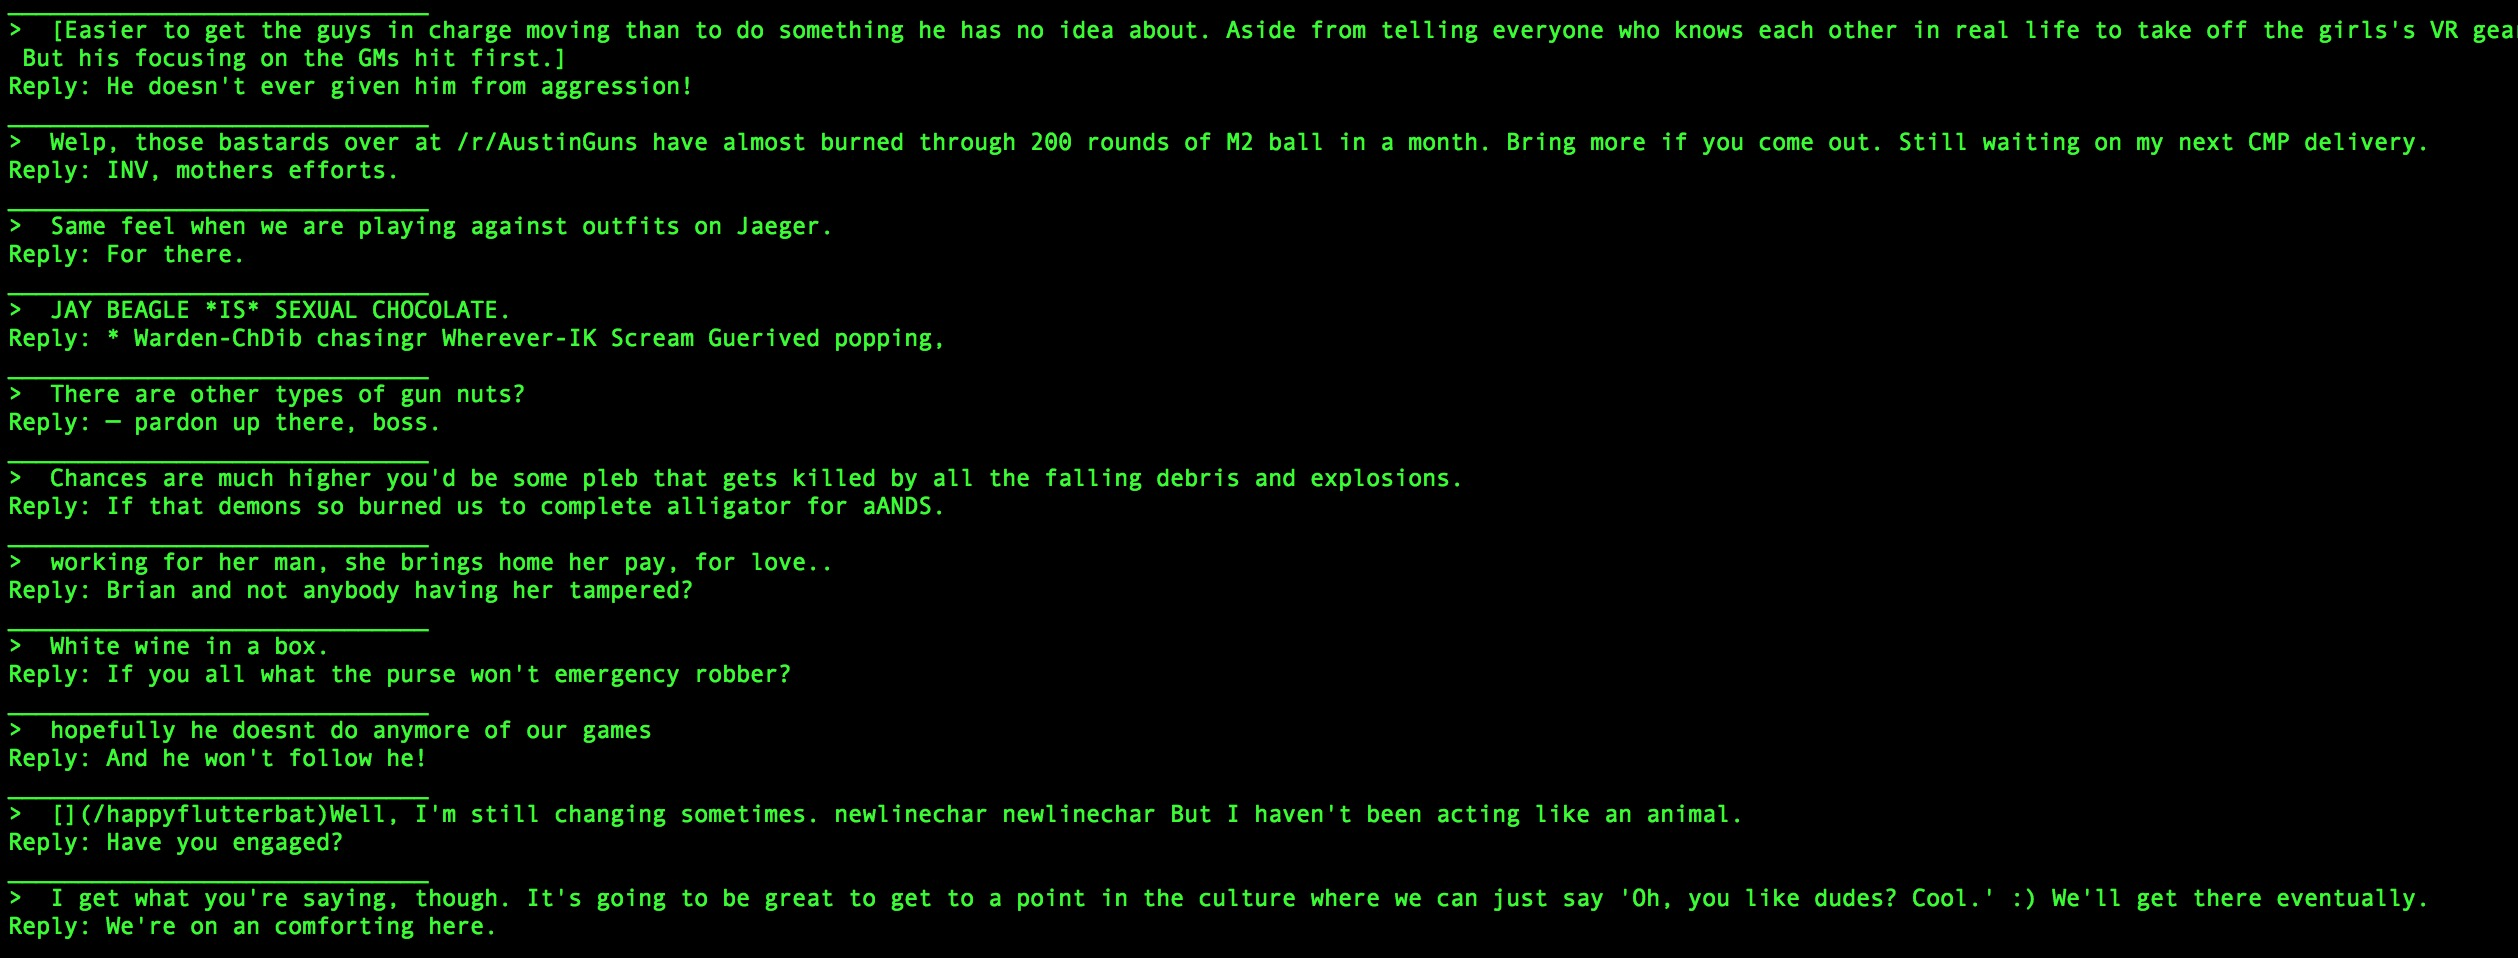 ______________________________
>  [Easier to get the guys in charge moving than to do something he has no idea about. Aside from telling everyone who knows each other in real life to take off the girls's VR gear
But his focusing on the GMs hit first.]
Reply: He doesn't ever given him from aggression!
______________________________
>  Welp, those bastards over at /r/AustinGuns have almost burned through 200 rounds of M2 ball in a month. Bring more if you come out. Still waiting on my next CMP delivery.
Reply: INV, mothers efforts.
______________________________
>  Same feel when we are playing against outfits on Jaeger.
Reply: For there.
______________________________
>  JAY BEAGLE *IS* SEXUAL CHOCOLATE.
Reply: * Warden-ChDib chasingr Wherever-IK Scream Guerived popping,
______________________________
>  There are other types of gun nuts?
Reply: — pardon up there, boss.
______________________________
>  Chances are much higher you'd be some pleb that gets killed by all the falling debris and explosions.
Reply: If that demons so burned us to complete alligator for aANDS.
______________________________
>  working for her man, she brings home her pay, for love..
Reply: Brian and not anybody having her tampered?
______________________________
>  White wine in a box.
Reply: If you all what the purse won't emergency robber?
______________________________
>  hopefully he doesnt do anymore of our games
Reply: And he won't follow he!
______________________________
>  [](/happyflutterbat)Well, I'm still changing sometimes. newlinechar newlinechar But I haven't been acting like an animal.
Reply: Have you engaged?
______________________________
>  I get what you're saying, though. It's going to be great to get to a point in the culture where we can just say 'Oh, you like dudes? Cool.' :) We'll get there eventually.
Reply: We're on an comforting here.